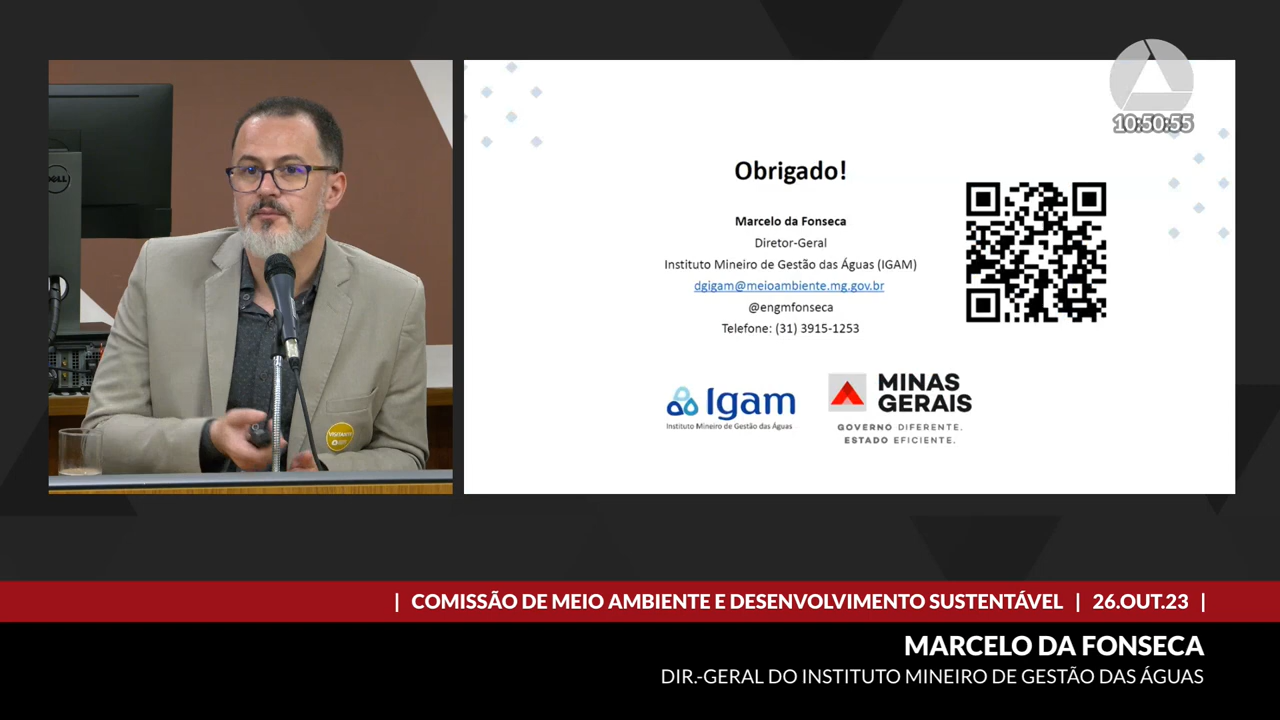 DELL
VISITANTE
10:50:55
Obrigado!
Marcelo da Fonseca
Diretor-Geral
Instituto Mineiro de Gestão das Águas (IGAM)
dgigam@meioambiente.mg.gov.br
@engmfonseca
Telefone: (31) 3915-1253
Igam
Instituto Mineiro de Gestão das Águas
MINAS
GERAIS
GOVERNO DIFERENTE.
ESTADO EFICIENTE.
| COMISSÃO DE MEIO AMBIENTE E DESENVOLVIMENTO SUSTENTÁVEL | 26.OUT.23 |
MARCELO DA FONSECA
DIR.-GERAL DO INSTITUTO MINEIRO DE GESTÃO DAS ÁGUAS